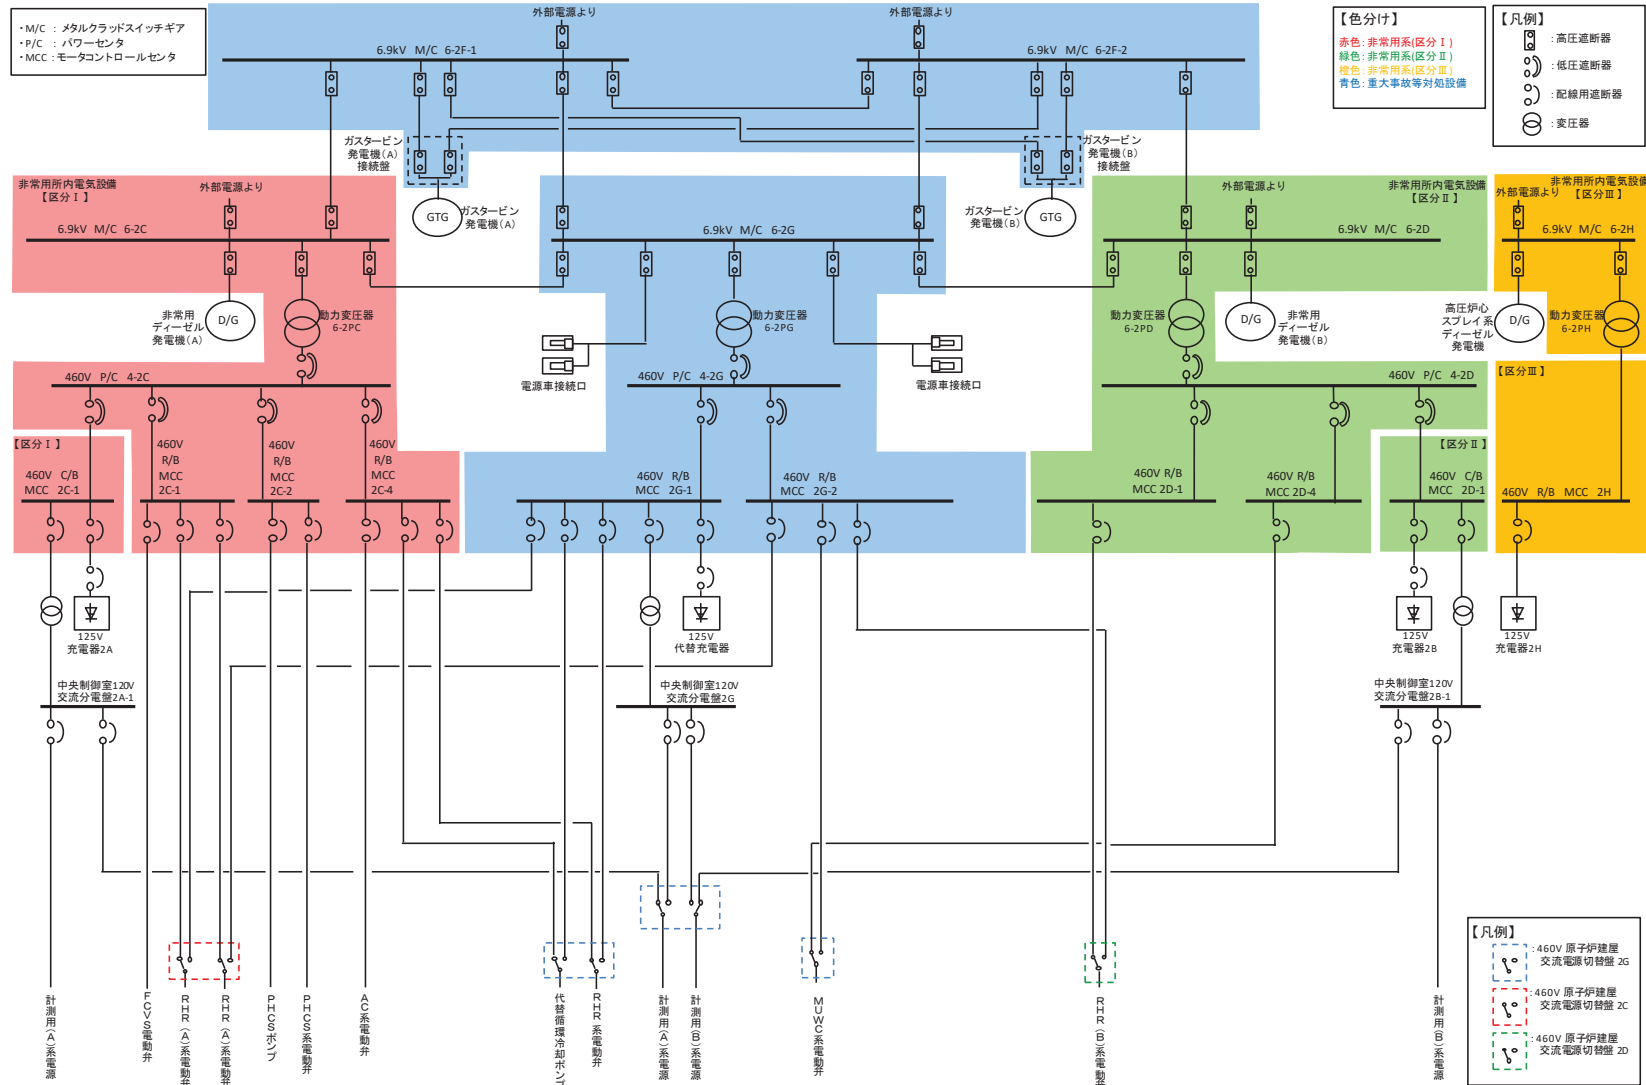 ・M/C ： メタルクラッドスイッチギア
・P/C ： パワーセンタ
・MCC ：モータコントロールセンタ
外部電源より
外部電源より
6.9kV M/C 6-2F-1
6.9kV M/C 6-2F-2
【色分け】
赤色：非常用系(区分Ⅰ)
緑色：非常用系(区分Ⅱ)
橙色：非常用系(区分Ⅲ)
青色：重大事故等対処設備
【凡例】
：高圧遮断器
：低圧遮断器
：配線用遮断器
：変圧器
ガスタービン
発電機(A)
接続盤
ガスタービン
発電機(B)
接続盤
GTG
ガスタービン
発電機(A)
ガスタービン
発電機(B)
GTG
非常用所内電気設備
【区分Ⅰ】
外部電源より
6.9kV M/C 6-2C
6.9kV M/C 6-2G
外部電源より
非常用所内電気設備
【区分Ⅱ】
6.9kV M/C 6-2D
外部電源より
非常用所内電気設備
【区分Ⅲ】
6.9kV M/C 6-2H
非常用
ディーゼル
発電機(A)
D/G
動力変圧器
6-2PC
動力変圧器
6-2PG
動力変圧器
6-2PD
D/G
非常用
ディーゼル
発電機(B)
高圧炉心
スプレイ系
ディーゼル
発電機
D/G
動力変圧器
6-2PH
電源車接続口
電源車接続口
460V P/C 4-2C
460V P/C 4-2G
460V P/C 4-2D
【区分Ⅲ】
【区分Ⅰ】
【区分Ⅱ】
460V C/B
MCC 2C-1
460V
R/B
MCC
2C-1
460V
R/B
MCC
2C-2
460V
R/B
MCC
2C-4
460V R/B
MCC 2G-1
460V R/B
MCC 2G-2
460V R/B
MCC 2D-1
460V R/B
MCC 2D-4
460V C/B
MCC 2D-1
460V R/B MCC 2H
125V
充電器2A
125V
代替充電器
125V
充電器2B
125V
充電器2H
中央制御室120V
交流分電盤2A-1
中央制御室120V
交流分電盤2G
中央制御室120V
交流分電盤2B-1
計測用(A)系電源
FCVS電動弁
RHR(A)系電動弁
RHR(A)系電動弁
PHCSポンプ
PHCS系電動弁
AC系電動弁
代替循環冷却ポンプ
RHR系電動弁
計測用(A)系電源
計測用(B)系電源
MUWC系電動弁
RHR(B)系電動弁
計測用(B)系電源
【凡例】
：460V 原子炉建屋
交流電源切替盤 2G
：460V 原子炉建屋
交流電源切替盤 2C
：460V 原子炉建屋
交流電源切替盤 2D